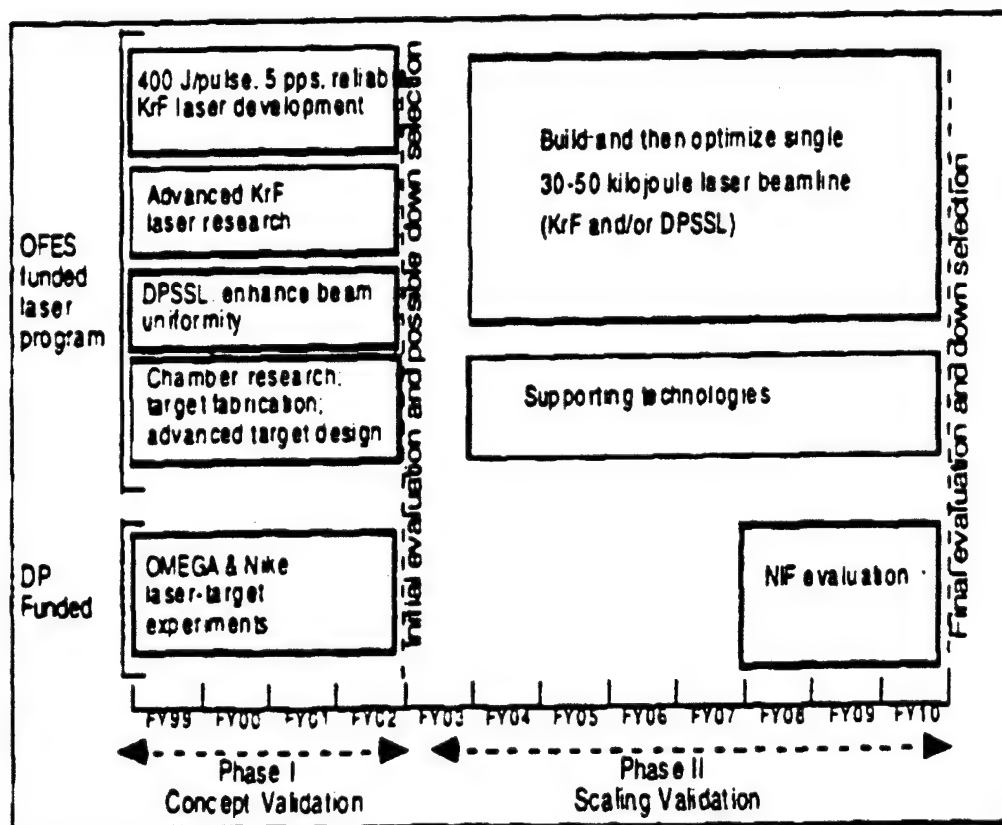 OFES
funded
laser
program
400 J/pulse. 5 pps. reliab
KrF laser development
Advanced KrF
laser research
DPSSL. enhance beam
uniformity
Chamber research;
target fabrication;
advanced target design
Initial evaluation and possible down selection
Build and then optimize single
30-50 kilojoule laser beamline
(KrF and/or DPSSL)
Supporting technologies
Final evaluation and down selection
DP
Funded
OMEGA & Nike
laser-target
experiments
NIF evaluation
FY99 FY00 FYC1 FYC2 FY03 FY04 FY05 FY06 FY07 FY08 FY09 FY10
Phase I
Concept Validation
Phase II
Scaling Validation